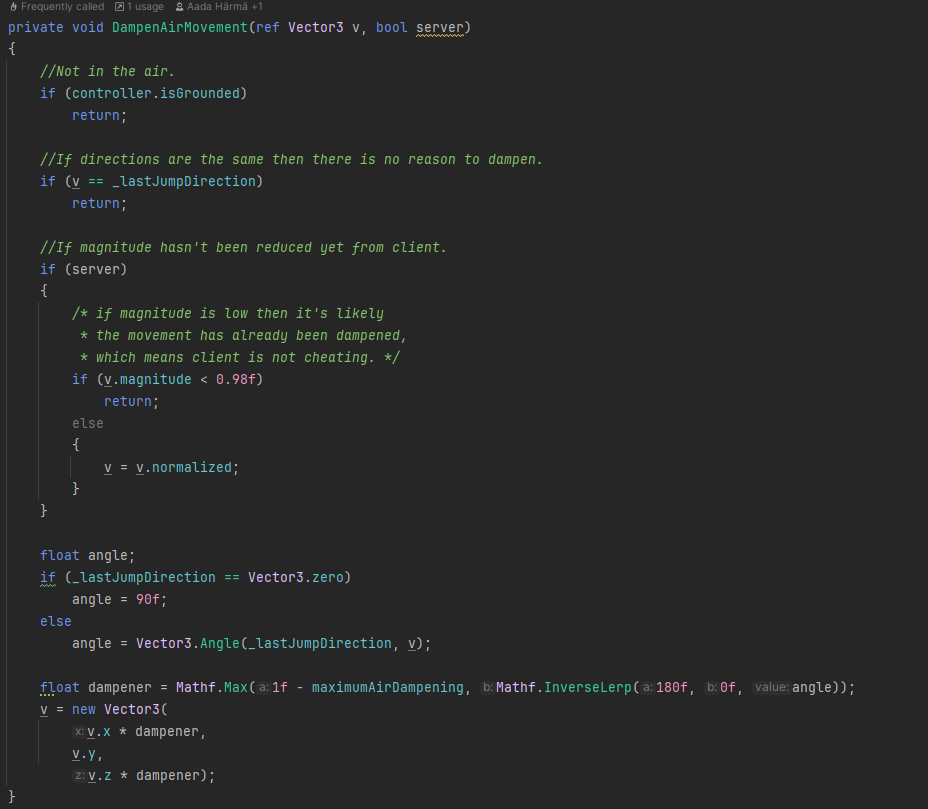 Frequently called 1 usage Aada Härmä +1
private void DampenAirMovement(ref Vector3 v, bool server)
{
    //Not in the air.
    if (controller.isGrounded)
        return;

    //If directions are the same then there is no reason to dampen.
    if (v == _lastJumpDirection)
        return;

    //If magnitude hasn't been reduced yet from client.
    if (server)
    {
        /* if magnitude is low then it's likely
         * the movement has already been dampened,
         * which means client is not cheating. */
        if (v.magnitude < 0.98f)
            return;
        else
        {
            v = v.normalized;
        }
    }

    float angle;
    if (_lastJumpDirection == Vector3.zero)
        angle = 90f;
    else
        angle = Vector3.Angle(_lastJumpDirection, v);

    float dampener = Mathf.Max(a:1f - maximumAirDampening, b:Mathf.InverseLerp(a:180f, b:0f, value:angle));
    v = new Vector3(
        x:v.x * dampener,
        v.y,
        z:v.z * dampener);
}